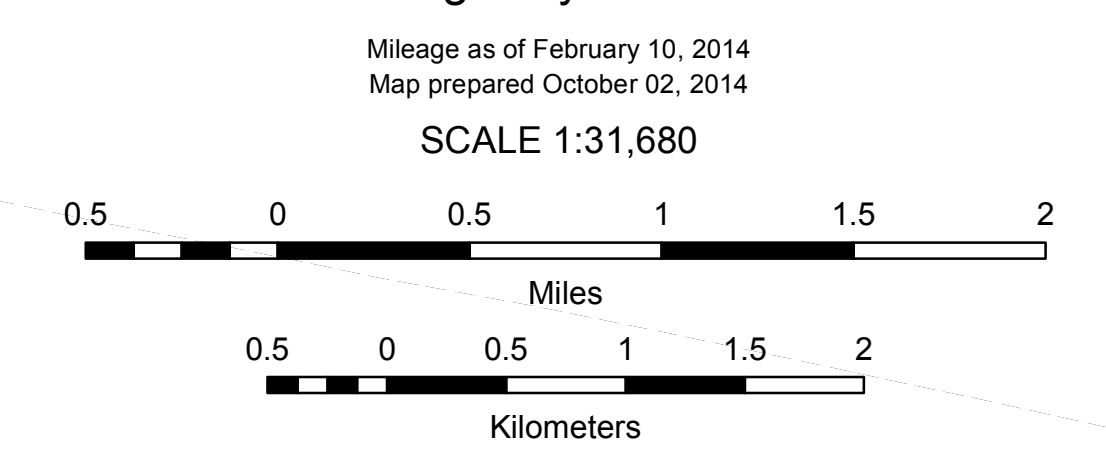 Mileage as of February 10, 2014
Map prepared October 02, 2014
SCALE 1:31,680
0.5 0 0.5 1 1.5 2
Miles
0.5 0 0.5 1 1.5 2
Kilometers